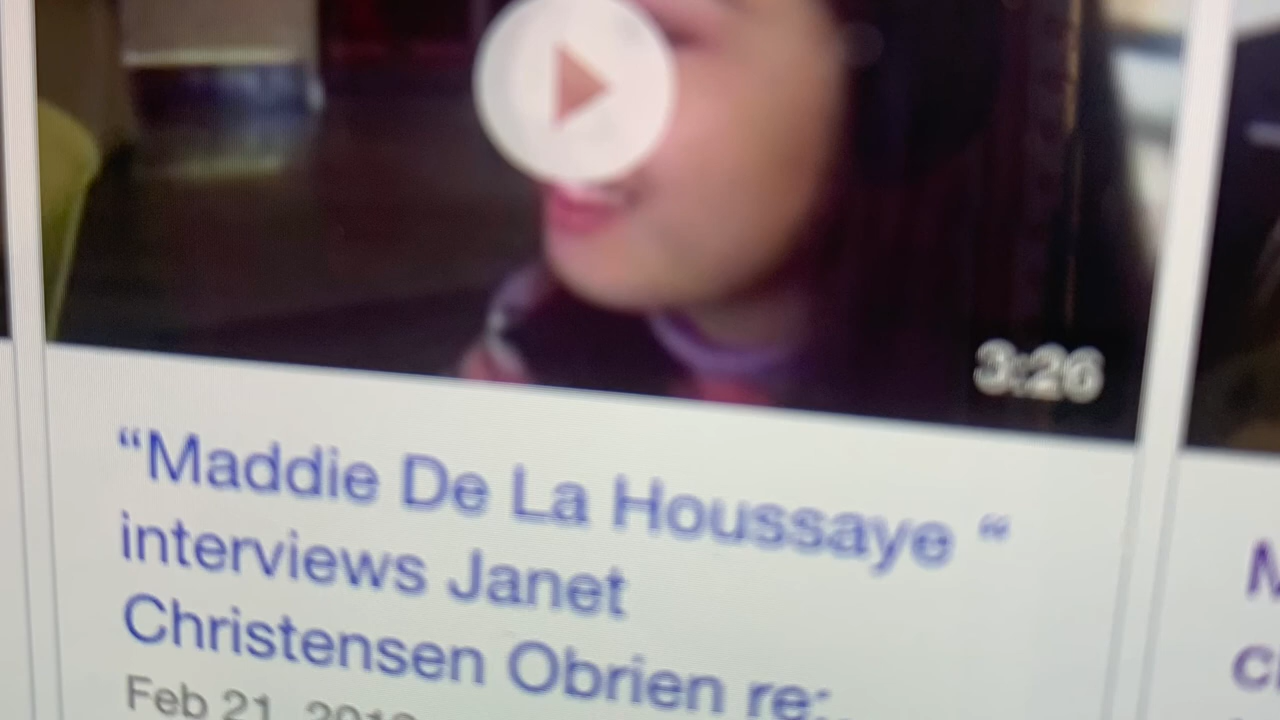 3:26
“Maddie De La Houssaye “
interviews Janet
Christensen Obrien re:
Feb 21,